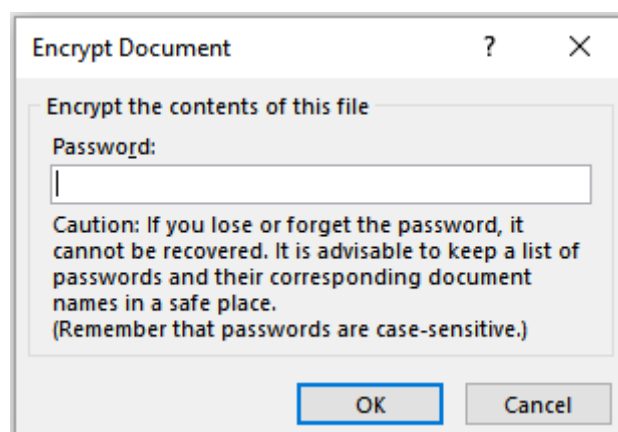 Encrypt Document
?
Encrypt the contents of this file
Password:
Caution: If you lose or forget the password, it
cannot be recovered. It is advisable to keep a list of
passwords and their corresponding document
names in a safe place.
(Remember that passwords are case-sensitive.)
OK
Cancel